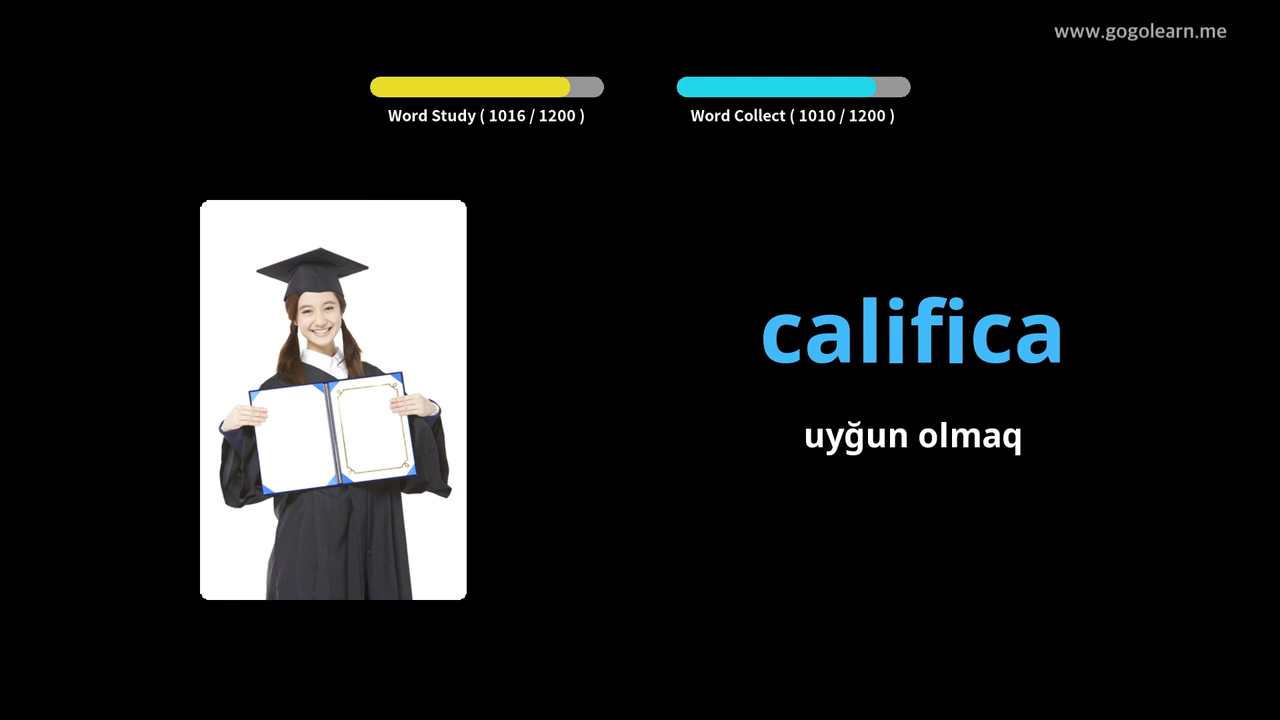 www.gogolearn.me
Word Study ( 1016 / 1200 )
Word Collect ( 1010 / 1200 )
califica
uyğun olmaq